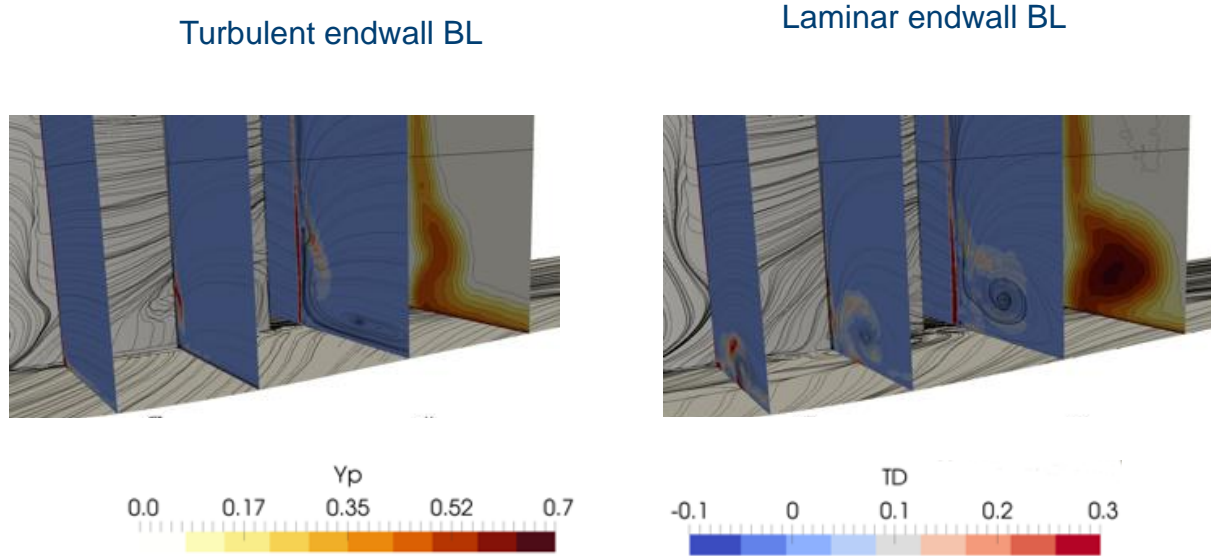 Turbulent endwall BL
Laminar endwall BL
Yp
0.0 0.17 0.35 0.52 0.7
TD
-0.1 0 0.1 0.2 0.3